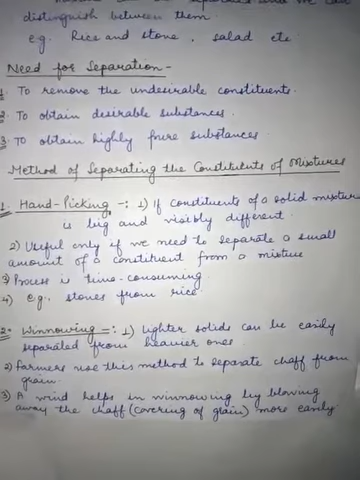 distinguish between them
e.g. Rice and stone, salad etc
Need for Separation -
1. To remove the undesirable constituents.
2. To obtain desirable substances.
3. To obtain highly pure substances
Method of Separating the Constituents of Mixtures
1. Hand-Picking -: 1) If constituents of a solid mixture
is big and visibly different.
2) Useful only if we need to separate a small
amount of a constituent from a mixture
3) Process is time-consuming.
4) e.g., stones from rice.
2. Winnowing -: 1) Lighter solids can be easily
separated from heavier ones.
2) Farmers use this method to separate chaff from
grain.
3) A wind helps in winnowing by blowing
away the chaff (covering of grain) more easily